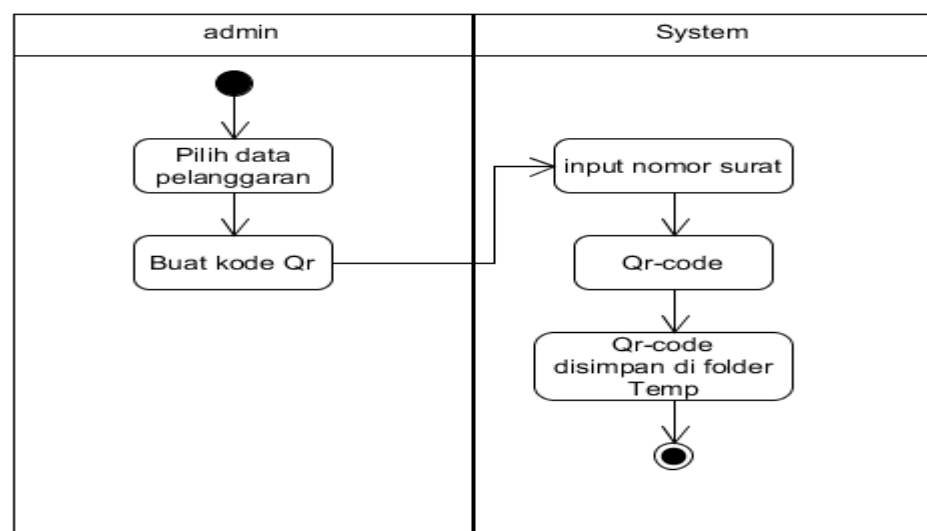 admin
System
Pilih data
pelanggaran
Buat kode Qr
input nomor surat
Qr-code
Qr-code
disimpan di folder
Temp